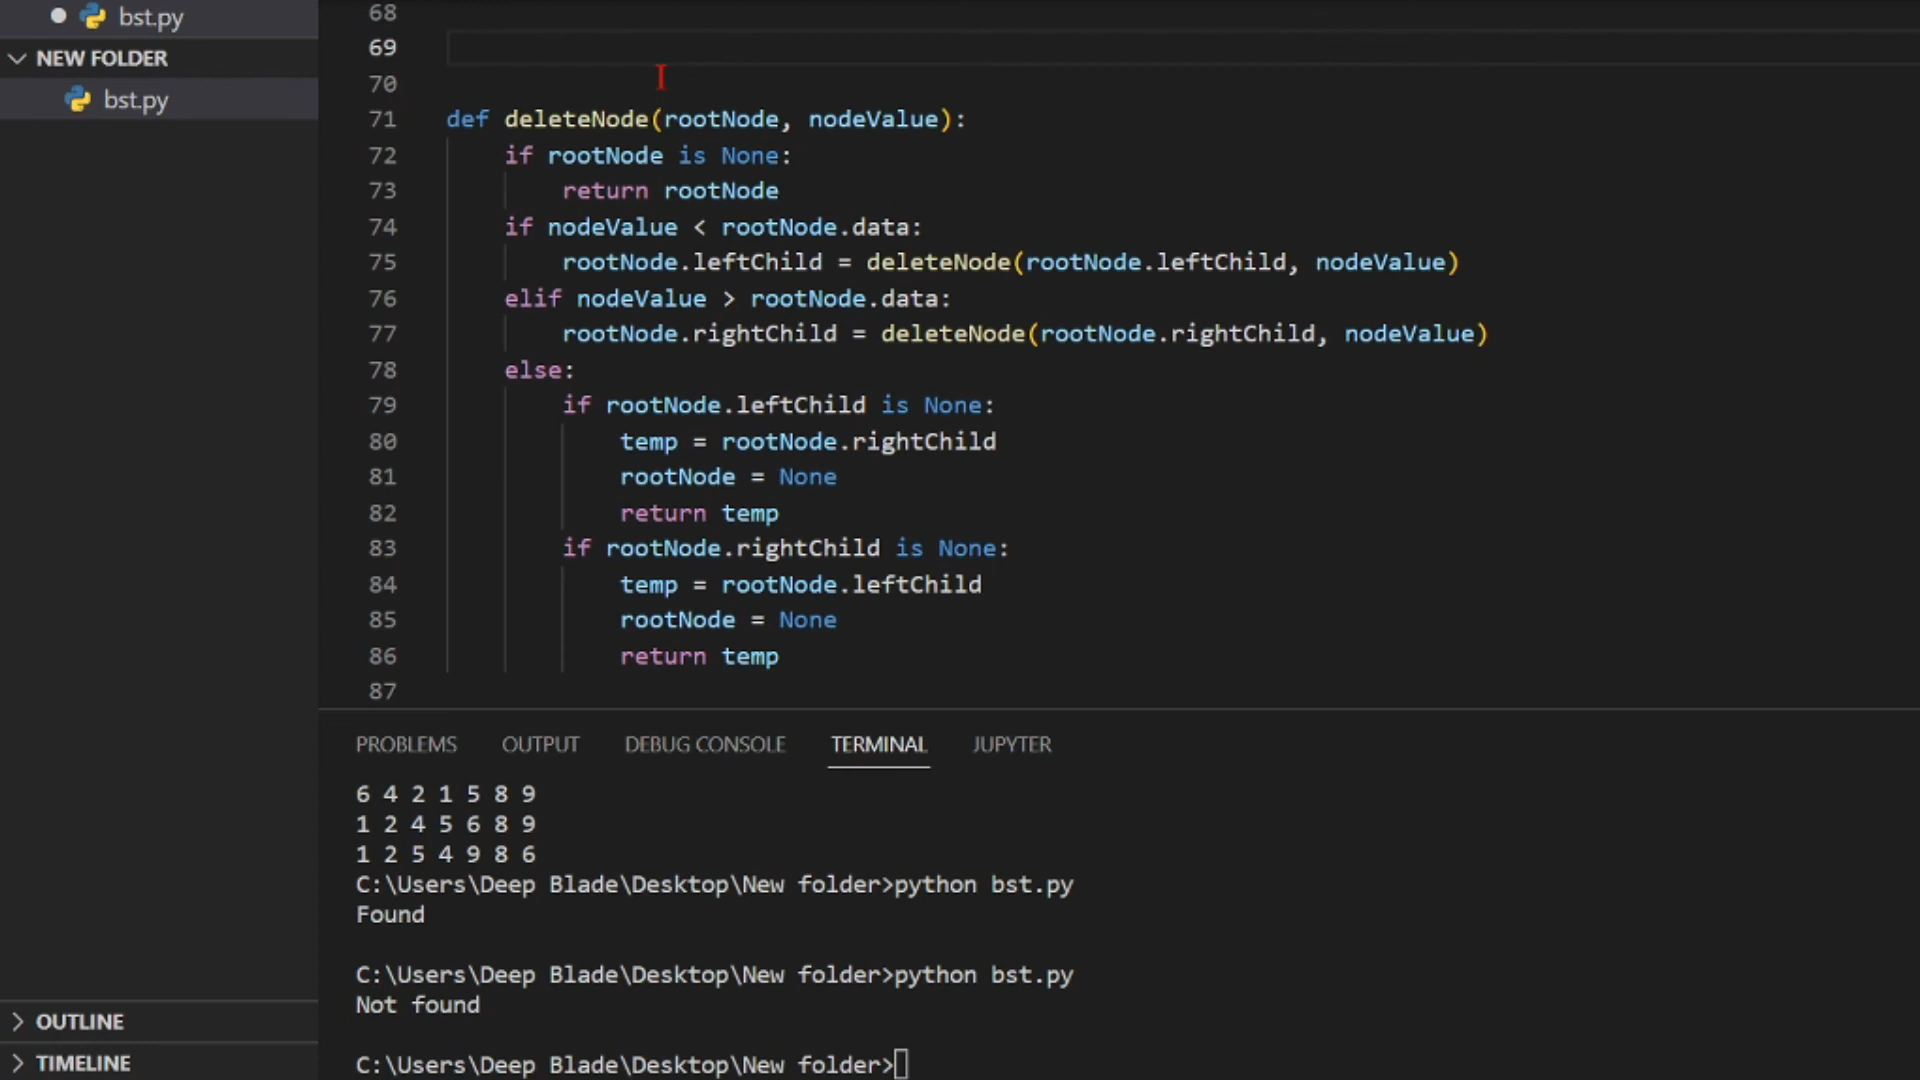 bst.py
NEW FOLDER
bst.py
OUTLINE
TIMELINE
68
69
70
71 def deleteNode(rootNode, nodeValue):
72 if rootNode is None:
73 return rootNode
74 if nodeValue < rootNode.data:
75 rootNode.leftChild = deleteNode(rootNode.leftChild, nodeValue)
76 elif nodeValue > rootNode.data:
77 rootNode.rightChild = deleteNode(rootNode.rightChild, nodeValue)
78 else:
79 if rootNode.leftChild is None:
80 temp = rootNode.rightChild
81 rootNode = None
82 return temp
83 if rootNode.rightChild is None:
84 temp = rootNode.leftChild
85 rootNode = None
86 return temp
87
PROBLEMS OUTPUT DEBUG CONSOLE TERMINAL JUPYTER
6 4 2 1 5 8 9
1 2 4 5 6 8 9
1 2 5 4 9 8 6
C:\Users\Deep Blade\Desktop\New folder>python bst.py
Found
C:\Users\Deep Blade\Desktop\New folder>python bst.py
Not found
C:\Users\Deep Blade\Desktop\New folder>